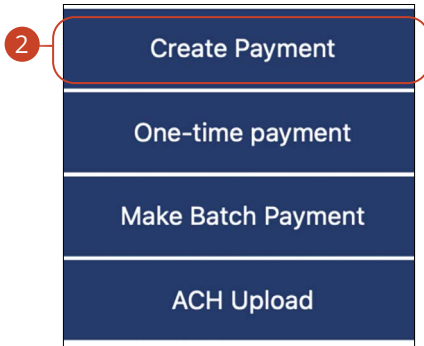 2
Create Payment
One-time payment
Make Batch Payment
ACH Upload